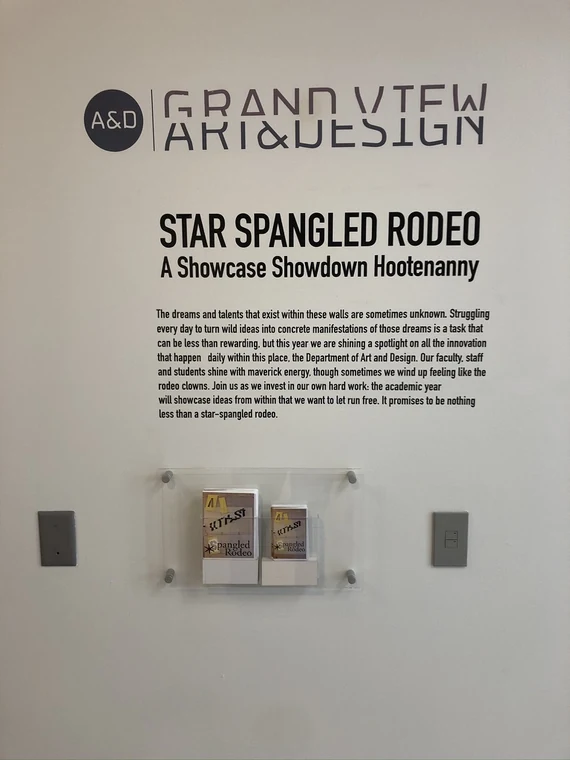 A&D
GRAND VIEW
ART&DESIGN
STAR SPANGLED RODEO
A Showcase Showdown Hootenanny
The dreams and talents that exist within these walls are sometimes unknown. Struggling
every day to turn wild ideas into concrete manifestations of those dreams is a task that
can be less than rewarding, but this year we are shining a spotlight on all the innovation
that happen daily within this place, the Department of Art and Design. Our faculty, staff
and students shine with maverick energy, though sometimes we wind up feeling like the
rodeo clowns. Join us as we invest in our own hard work: the academic year
will showcase ideas from within that we want to let run free. It promises to be nothing
less than a star-spangled rodeo.
Spangled
Rodeo
Spangled
Rodeo